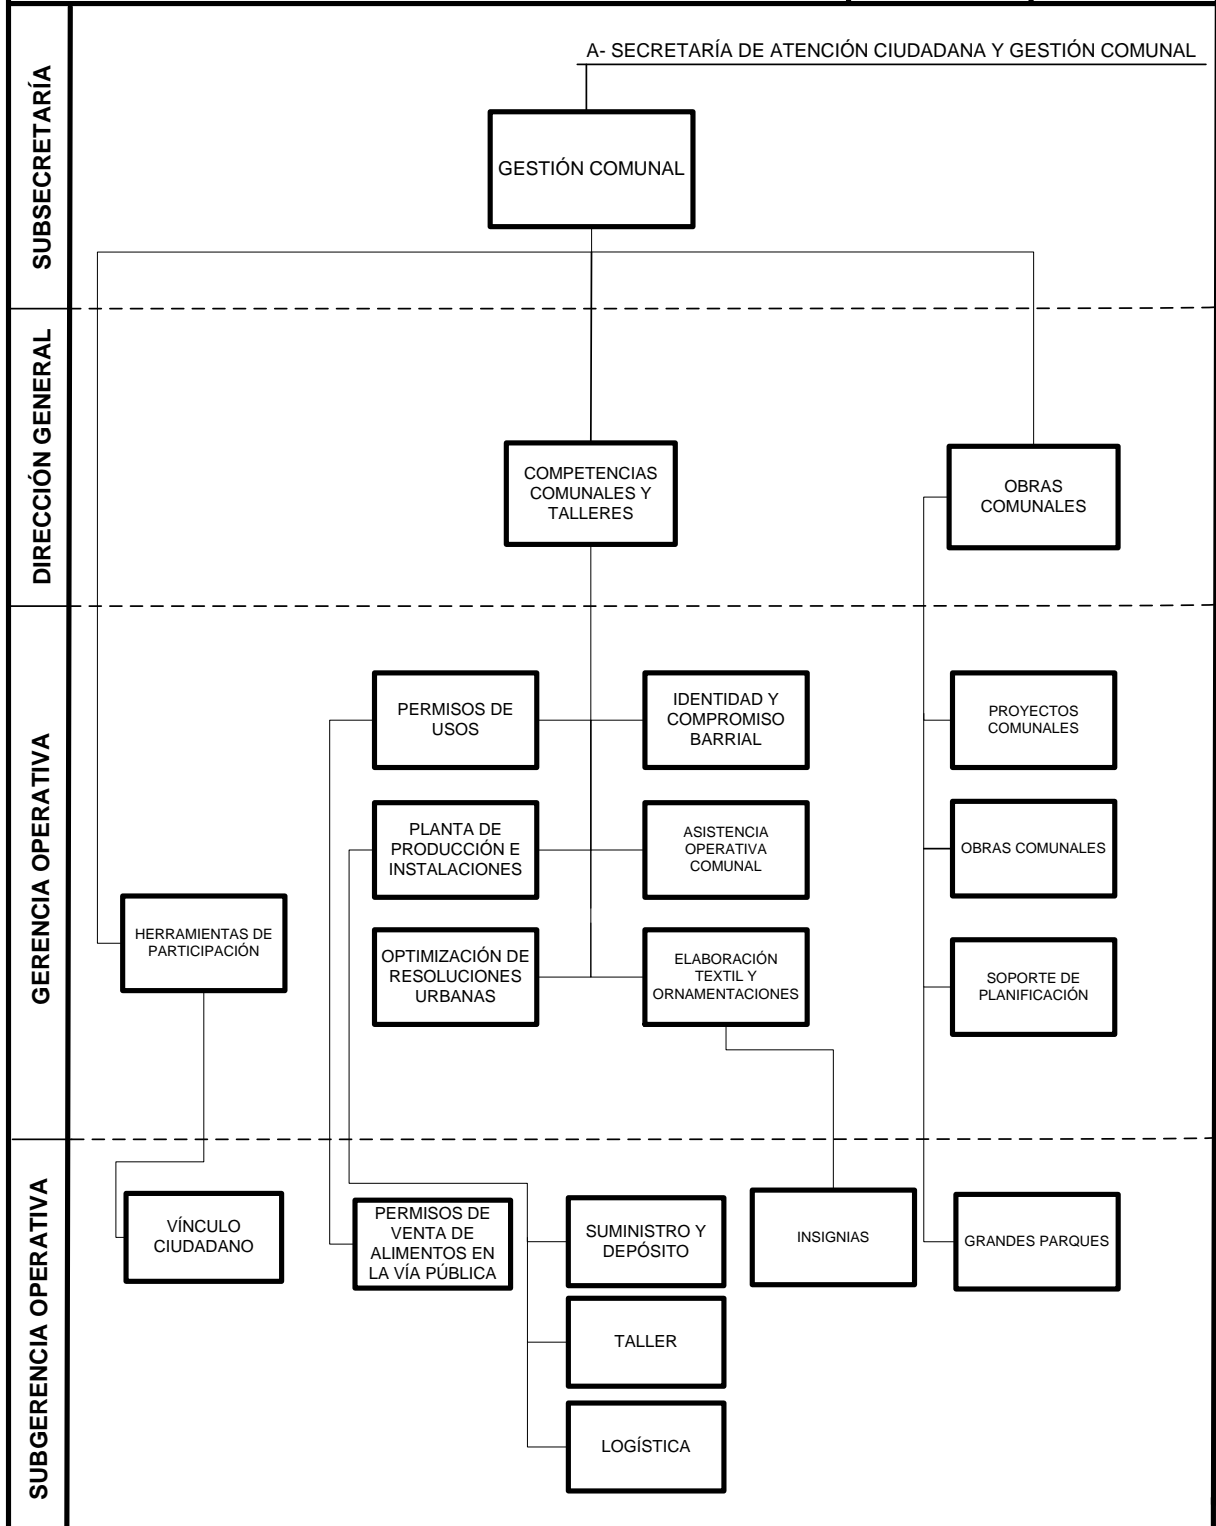 A- SECRETARÍA DE ATENCIÓN CIUDADANA Y GESTIÓN COMUNAL
SUBSECRETARÍA
GESTIÓN COMUNAL
DIRECCIÓN GENERAL
COMPETENCIAS
COMUNALES Y
TALLERES
OBRAS
COMUNALES
GERENCIA OPERATIVA
PERMISOS DE
USOS
IDENTIDAD Y
COMPROMISO
BARRIAL
PROYECTOS
COMUNALES
PLANTA DE
PRODUCCIÓN E
INSTALACIONES
ASISTENCIA
OPERATIVA
COMUNAL
OBRAS COMUNALES
HERRAMIENTAS DE
PARTICIPACIÓN
OPTIMIZACIÓN DE
RESOLUCIONES
URBANAS
ELABORACIÓN
TEXTIL Y
ORNAMENTACIONES
SOPORTE DE
PLANIFICACIÓN
SUBGERENCIA OPERATIVA
VÍNCULO
CIUDADANO
PERMISOS DE
VENTA DE
ALIMENTOS EN
LA VÍA PÚBLICA
SUMINISTRO Y
DEPÓSITO
INSIGNIAS
GRANDES PARQUES
TALLER
LOGÍSTICA